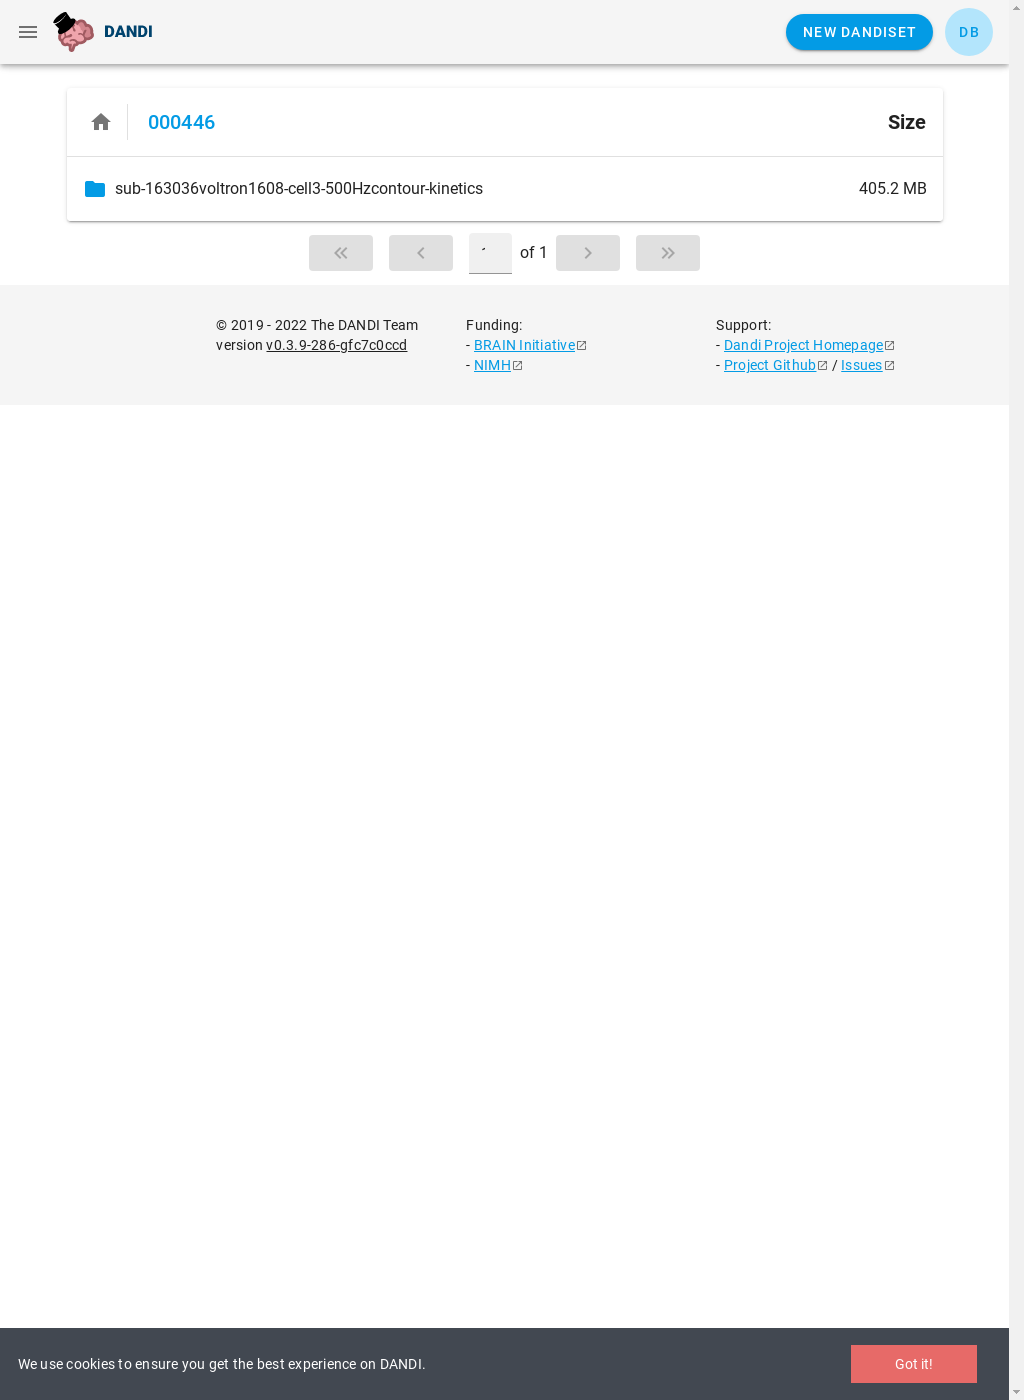 DANDI
NEW DANDISET
DB
000446
Size
sub-163036voltron1608-cell3-500Hzcontour-kinetics
405.2 MB
of 1
© 2019 - 2022 The DANDI Team
version v0.3.9-286-gfc7c0ccd
Funding:
- BRAIN Initiative
- NIMH
Support:
- Dandi Project Homepage
- Project Github / Issues
We use cookies to ensure you get the best experience on DANDI.
Got it!